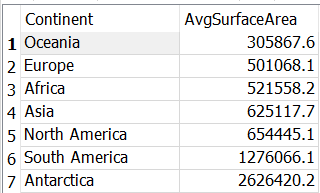 Continent AvgSurfaceArea
1 Oceania 305867.6
2 Europe 501068.1
3 Africa 521558.2
4 Asia 625117.7
5 North America 654445.1
6 South America 1276066.1
7 Antarctica 2626420.2